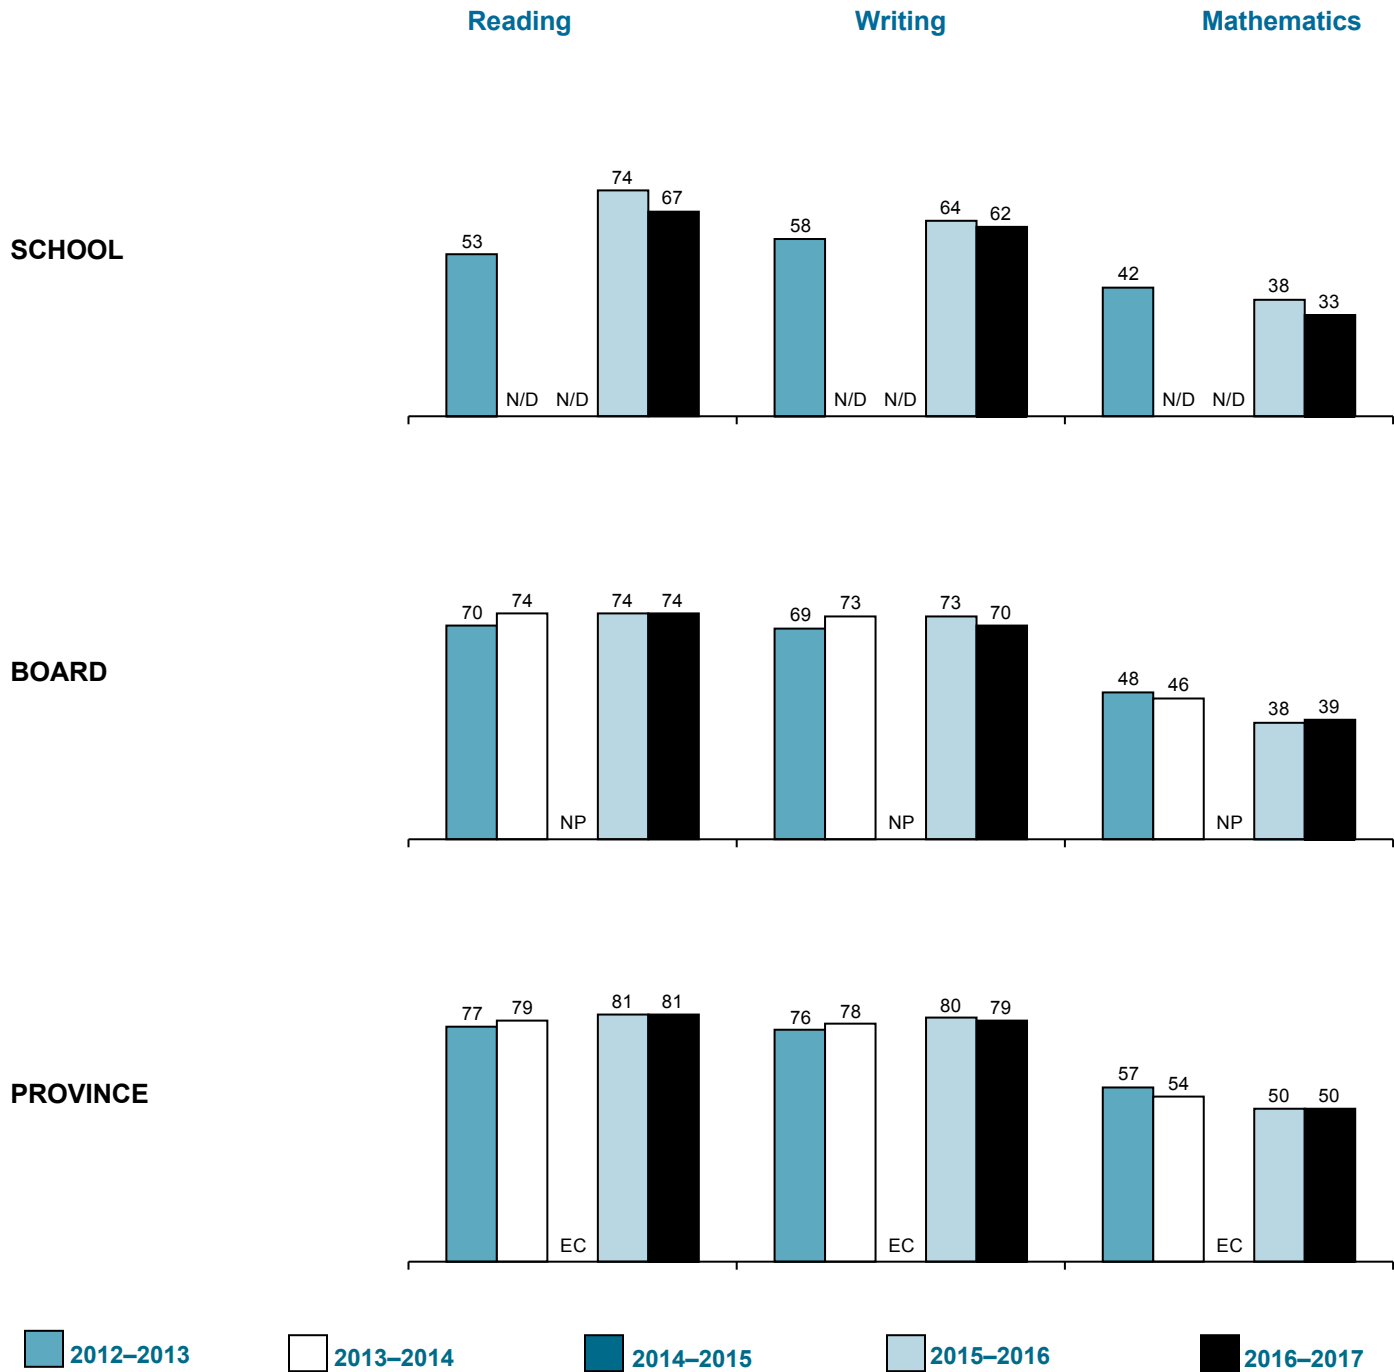 Reading Writing Mathematics
SCHOOL
53 N/D N/D 74 67 58 N/D N/D 64 62 42 N/D N/D 38 33
BOARD
70 74 NP 74 74 69 73 NP 73 70 48 46 NP 38 39
PROVINCE
77 79 EC 81 81 76 78 EC 80 79 57 54 EC 50 50
2012–2013 2013–2014 2014–2015 2015–2016 2016–2017